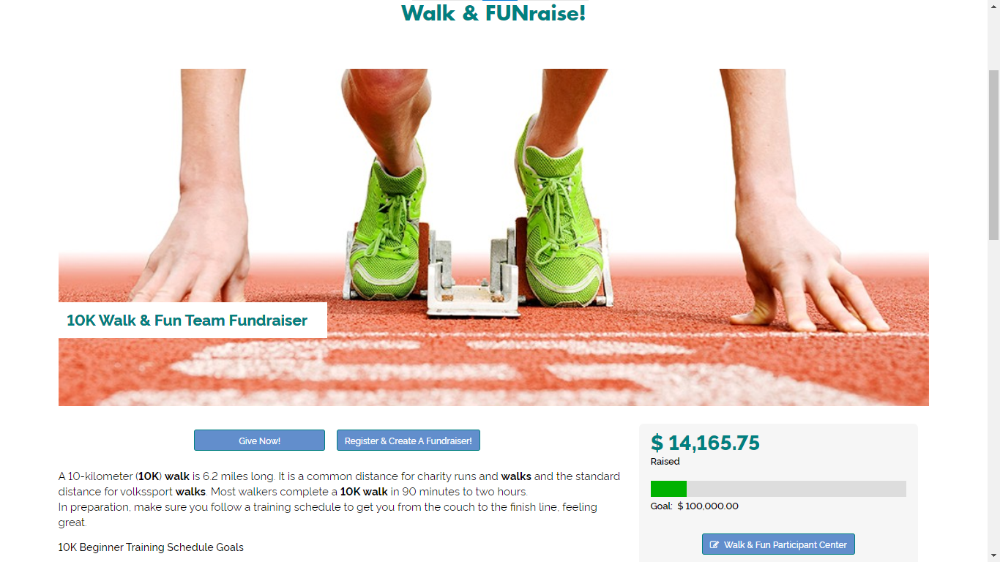 Walk & FUNraise!
10K Walk & Fun Team Fundraiser
Give Now!
Register & Create A Fundraiser!
A 10-kilometer (10K) walk is 6.2 miles long. It is a common distance for charity runs and walks and the standard
distance for volkssport walks. Most walkers complete a 10K walk in 90 minutes to two hours.
In preparation, make sure you follow a training schedule to get you from the couch to the finish line, feeling
great.
10K Beginner Training Schedule Goals
$ 14,165.75
Raised
Goal: $ 100,000.00
Walk & Fun Participant Center